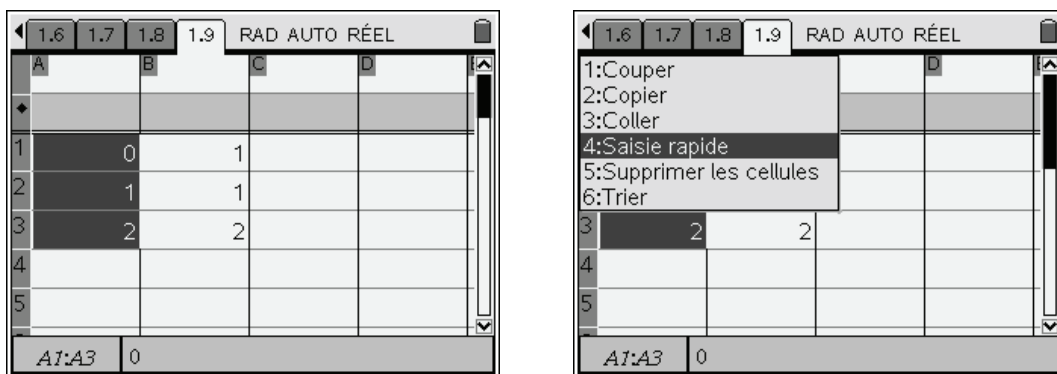 1.6 1.7 1.8 1.9 RAD AUTO RÉEL
A B C D E
1 0 1
2 1 1
3 2 2
4
5
A1:A3 0
1.6 1.7 1.8 1.9 RAD AUTO RÉEL
D E
1:Couper
2:Copier
3:Coller
4:Saisie rapide
5:Supprimer les cellules
6:Trier
3 2 2
4
5
A1:A3 0